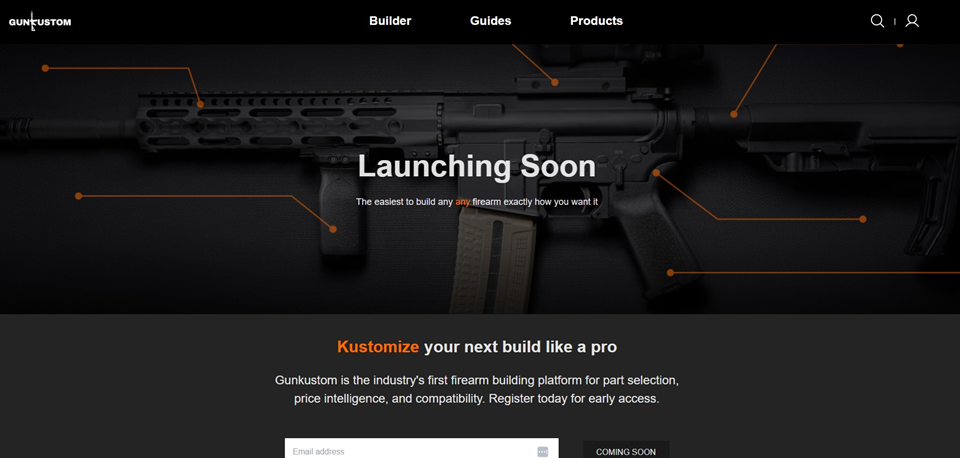 GUNKUSTOM
Builder
Guides
Products
Launching Soon
The easiest to build any any firearm exactly how you want it
Kustomize your next build like a pro
Gunkustom is the industry's first firearm building platform for part selection,
price intelligence, and compatibility. Register today for early access.
Email address
COMING SOON